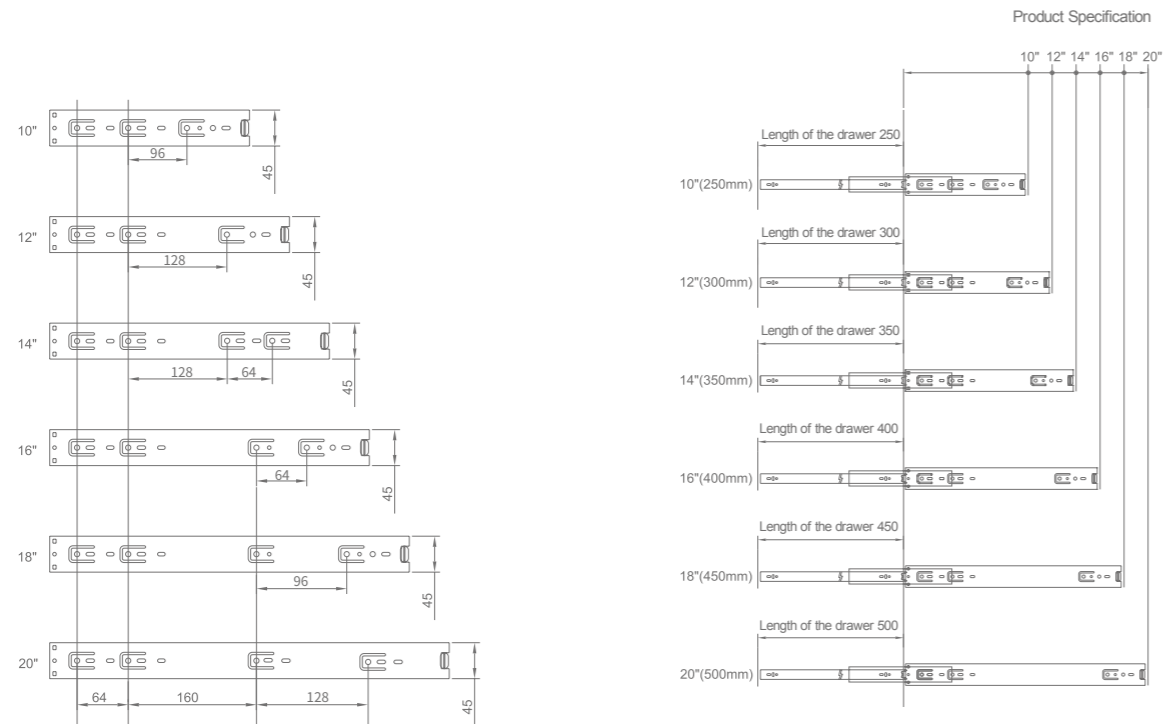 Product Specification
10" 12" 14" 16" 18" 20"
10"
96
45
12"
128
45
14"
128 64
45
16"
64
45
18"
96
45
20"
64 160 128
45
Length of the drawer 250
10"(250mm)
Length of the drawer 300
12"(300mm)
Length of the drawer 350
14"(350mm)
Length of the drawer 400
16"(400mm)
Length of the drawer 450
18"(450mm)
Length of the drawer 500
20"(500mm)